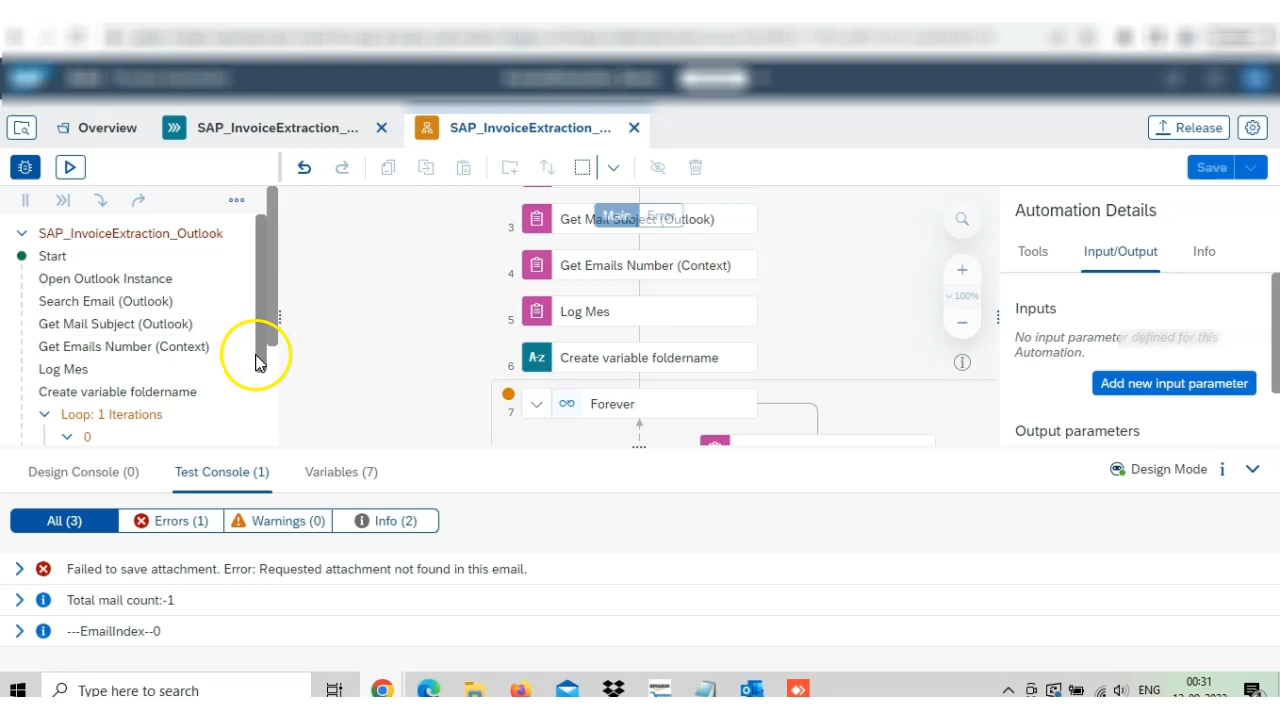 Overview
SAP_InvoiceExtraction_...
SAP_InvoiceExtraction_...
Release
Save
SAP_InvoiceExtraction_Outlook
Start
Open Outlook Instance
Search Email (Outlook)
Get Mail Subject (Outlook)
Get Emails Number (Context)
Log Mes
Create variable foldername
Loop: 1 Iterations
0
Main Error
3 Get Mail Subject (Outlook)
4 Get Emails Number (Context)
5 Log Mes
6 Create variable foldername
7 Forever
100%
Automation Details
Tools Input/Output Info
Inputs
No input parameter defined for this
Automation.
Add new input parameter
Output parameters
Design Console (0) Test Console (1) Variables (7)
Design Mode
All (3) Errors (1) Warnings (0) Info (2)
Failed to save attachment. Error: Requested attachment not found in this email.
Total mail count:-1
---EmailIndex--0
Type here to search
ENG
00:31